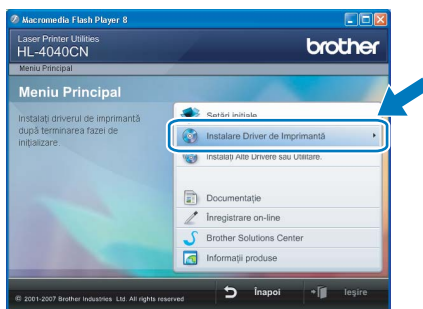 Macromedia Flash Player 8
Laser Printer Utilities
HL-4040CN
brother
Meniu Principal
Meniu Principal
Instalaţi driverul de imprimantă
după terminarea fazei de
iniţializare
Setări iniţiale
Instalare Driver de Imprimantă
Instalaţi Alte Drivere sau Utilitare.
Documentaţie
Înregistrare on-line
Brother Solutions Center
Informaţii produse
© 2001-2007 Brother Industries Ltd. All rights reserved
Înapoi
Ieşire